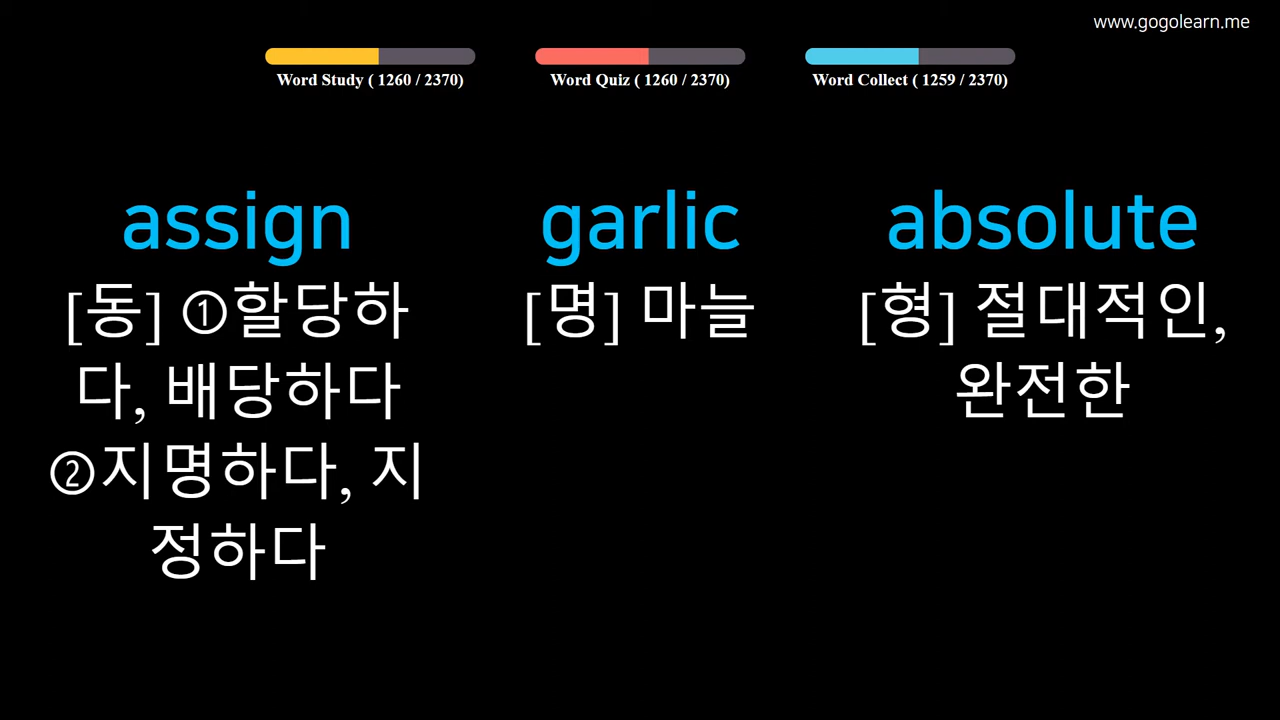 www.gogolearn.me
Word Study ( 1260 / 2370)
Word Quiz ( 1260 / 2370)
Word Collect ( 1259 / 2370)
assign
[동] ①할당하
다, 배당하다
②지명하다, 지
정하다
garlic
[명] 마늘
absolute
[형] 절대적인,
완전한